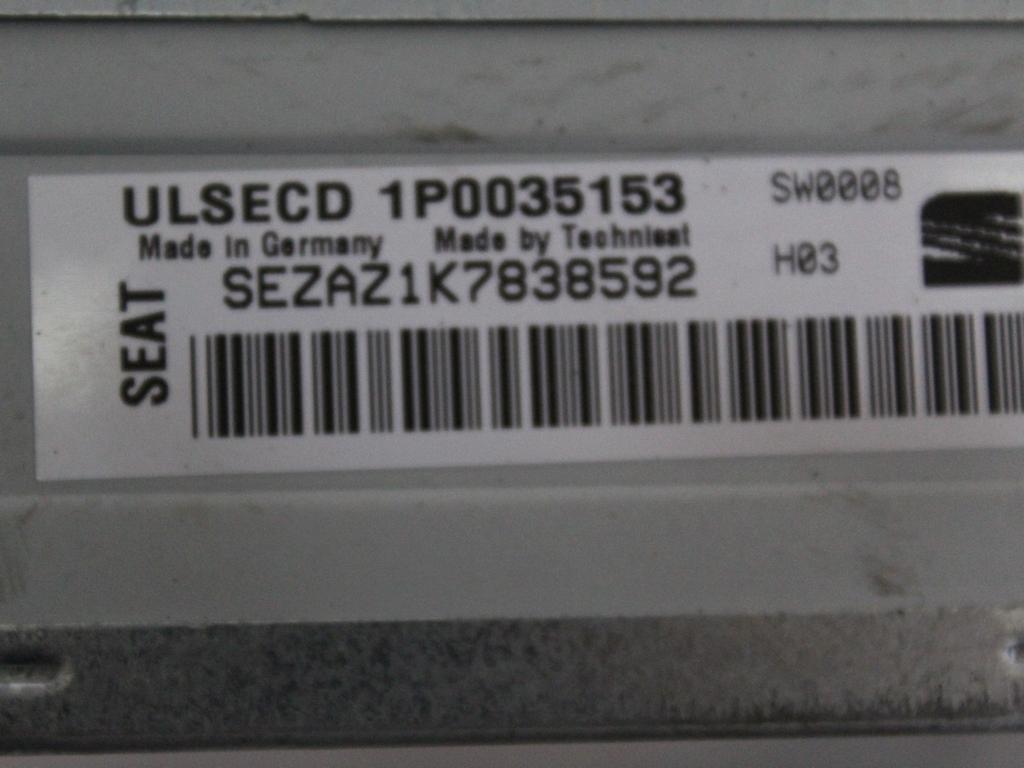 ULSECD 1P0035153 SW0008
Made in Germany Made by Technisat H03
SEZAZ1K7838592
SEAT